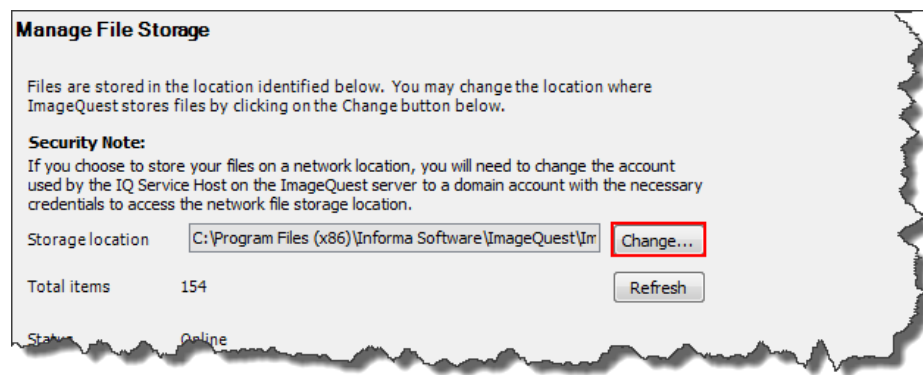 Manage File Storage
Files are stored in the location identified below. You may change the location where
ImageQuest stores files by clicking on the Change button below.
Security Note:
If you choose to store your files on a network location, you will need to change the account
used by the IQ Service Host on the ImageQuest server to a domain account with the necessary
credentials to access the network file storage location.
Storage location C:\Program Files (x86)\Informa Software\ImageQuest\Im Change...
Total items 154 Refresh
Status Online